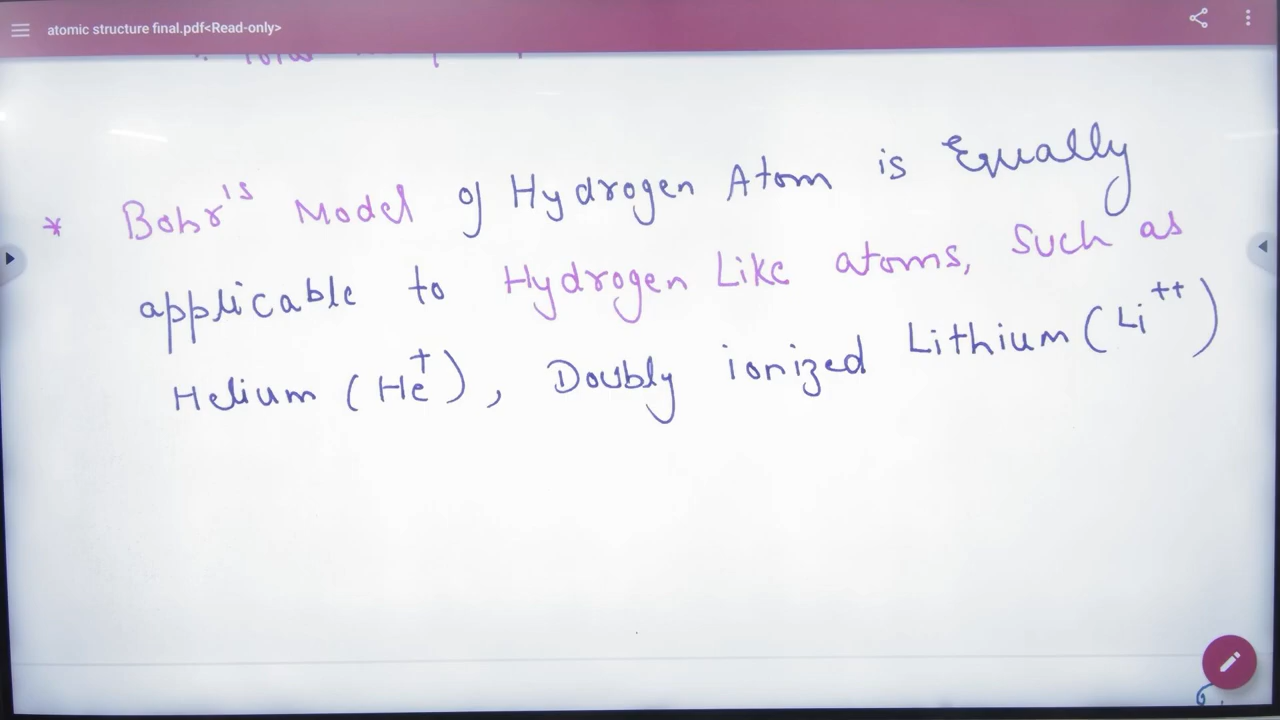 atomic structure final.pdf<Read-only>
* Bohr's Model of Hydrogen Atom is Equally
applicable to Hydrogen Like atoms, Such as
Helium (He⁺), Doubly ionized Lithium (Li⁺⁺)
6.